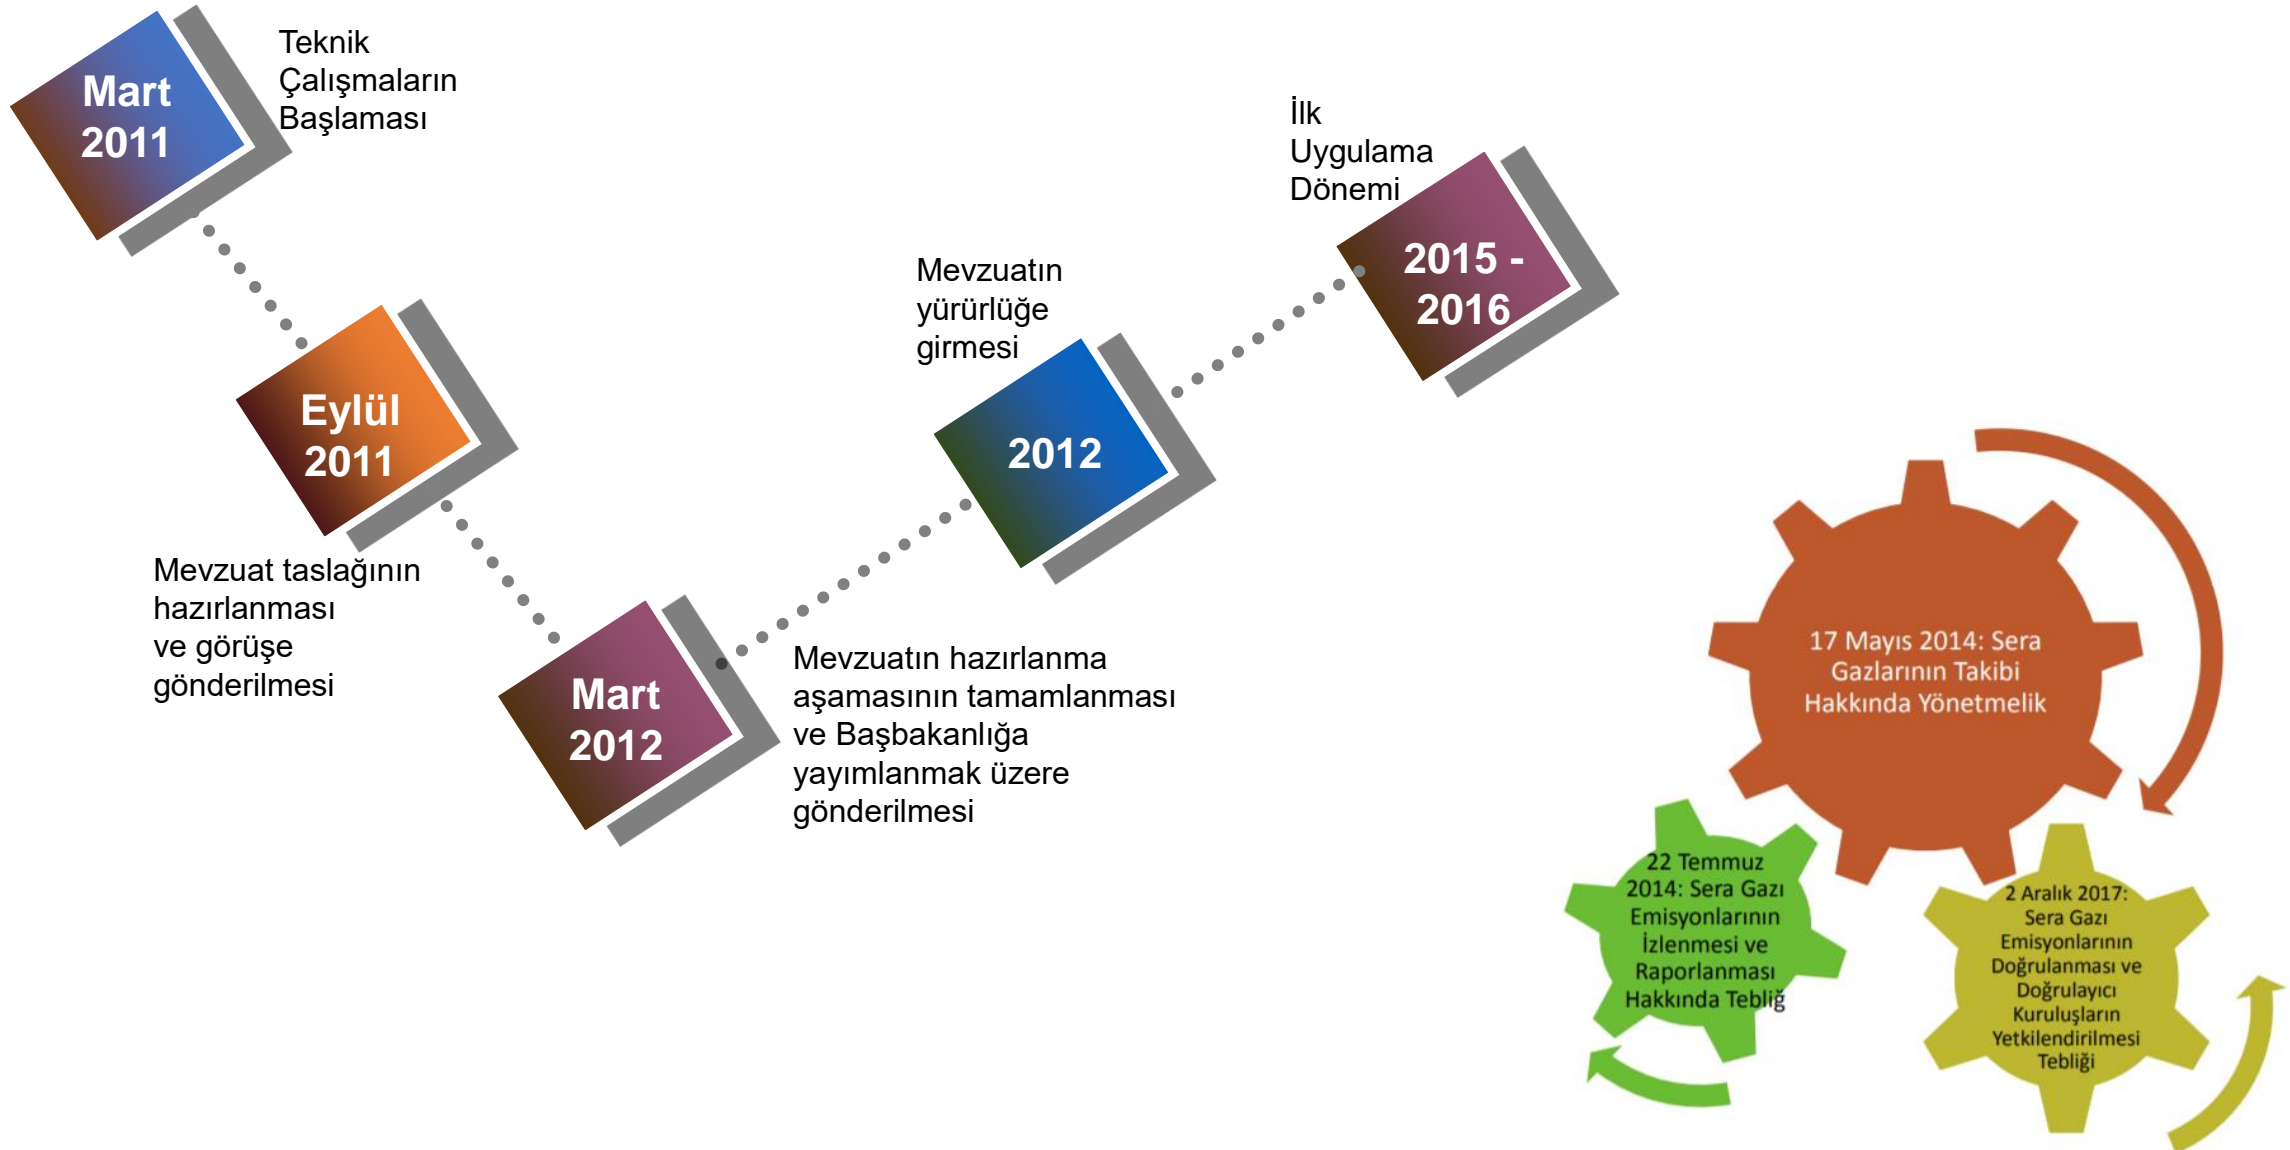 Mart
2011
Teknik
Çalışmaların
Başlaması
Eylül
2011
Mevzuat taslağının
hazırlanması
ve görüşe
gönderilmesi
Mart
2012
Mevzuatın hazırlanma
aşamasının tamamlanması
ve Başbakanlığa
yayımlanmak üzere
gönderilmesi
2012
Mevzuatın
yürürlüğe
girmesi
2015 -
2016
İlk
Uygulama
Dönemi
17 Mayıs 2014: Sera
Gazlarının Takibi
Hakkında Yönetmelik
22 Temmuz
2014: Sera Gazı
Emisyonlarının
İzlenmesi ve
Raporlanması
Hakkında Tebliğ
2 Aralık 2017:
Sera Gazı
Emisyonlarının
Doğrulanması ve
Doğrulayıcı
Kuruluşların
Yetkilendirilmesi
Tebliği